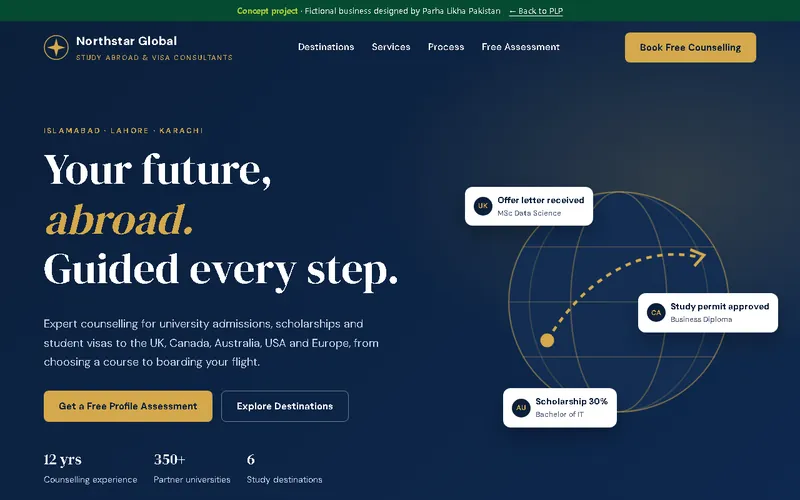 Concept project · Fictional business designed by Parha Likha Pakistan ← Back to PLP
Northstar Global
STUDY ABROAD & VISA CONSULTANTS
Destinations Services Process Free Assessment
Book Free Counselling
ISLAMABAD · LAHORE · KARACHI
Your future,
abroad.
Guided every step.
Expert counselling for university admissions, scholarships and
student visas to the UK, Canada, Australia, USA and Europe, from
choosing a course to boarding your flight.
Get a Free Profile Assessment
Explore Destinations
12 yrs
Counselling experience
350+
Partner universities
6
Study destinations
UK
Offer letter received
MSc Data Science
CA
Study permit approved
Business Diploma
AU
Scholarship 30%
Bachelor of IT